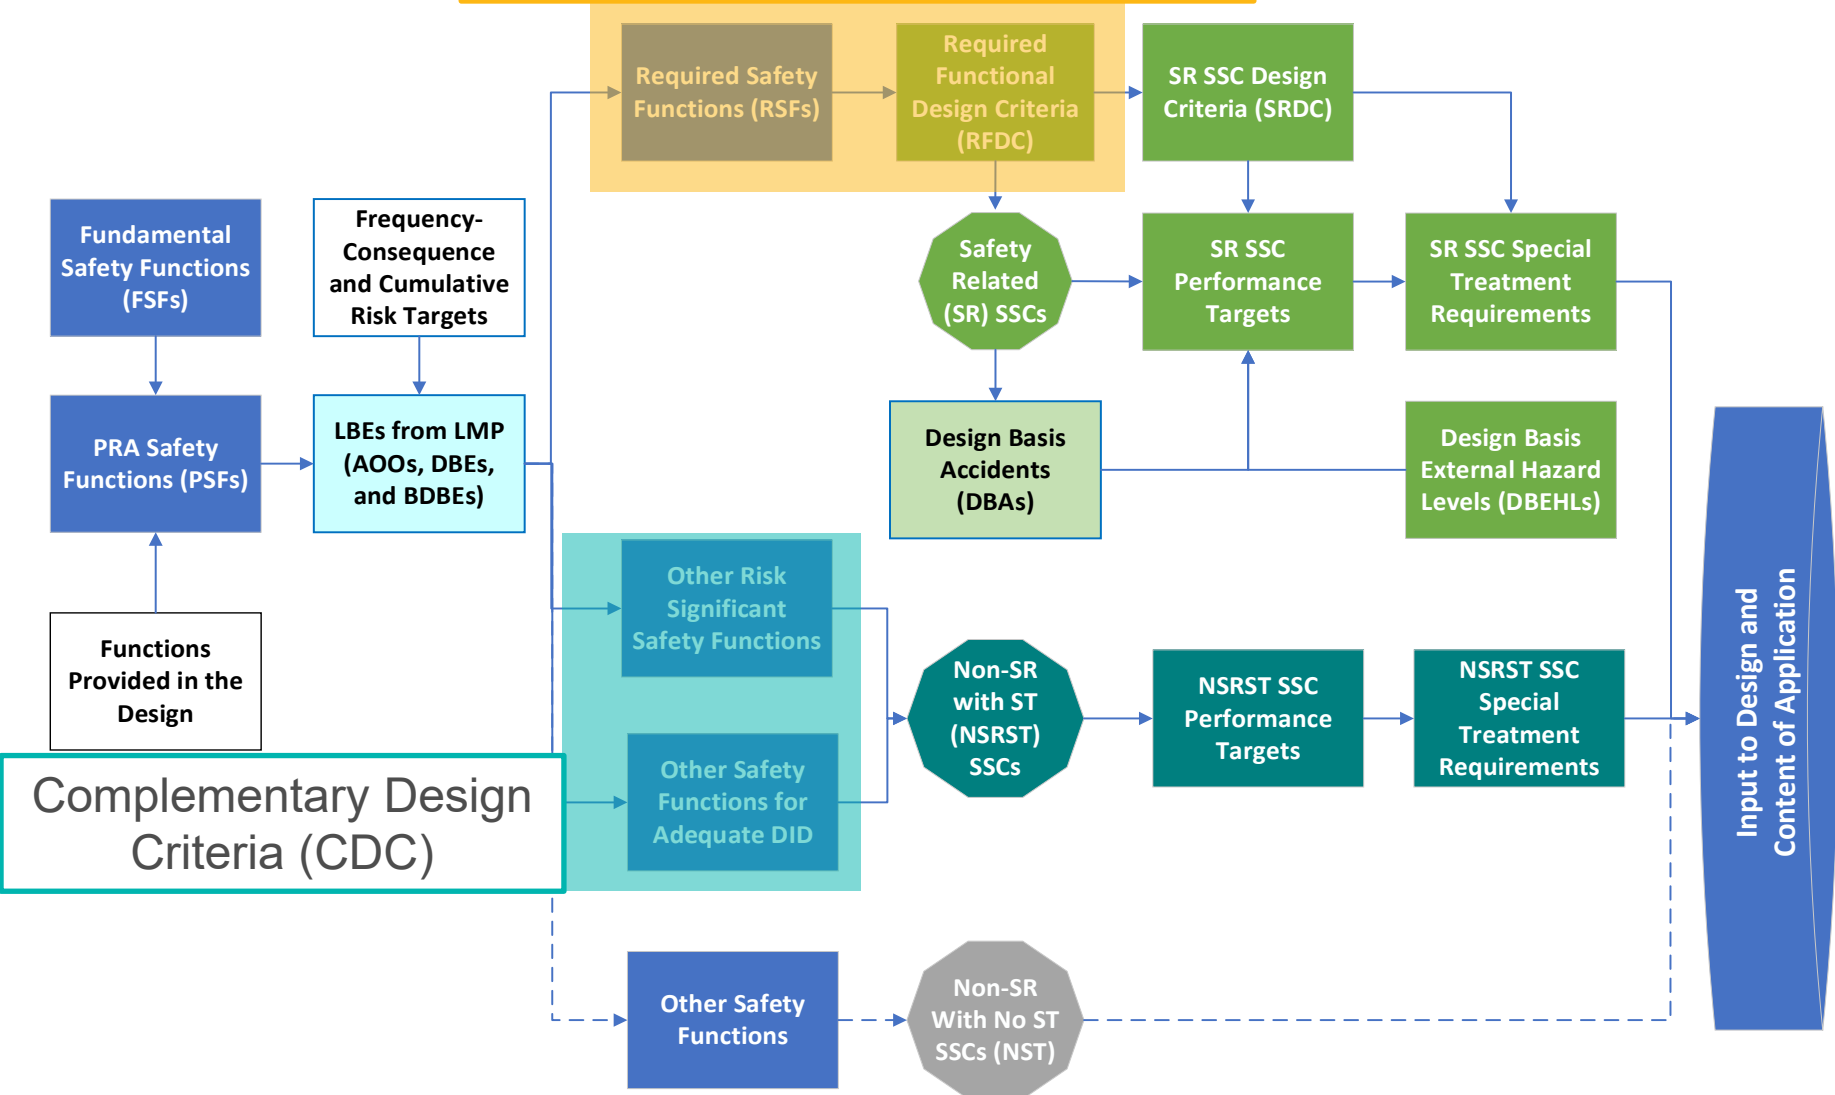 Required Safety
Functions (RSFs)
Required
Functional
Design Criteria
(RFDC)
SR SSC Design
Criteria (SRDC)
Fundamental
Safety Functions
(FSFs)
Frequency-
Consequence
and Cumulative
Risk Targets
Safety
Related
(SR) SSCs
SR SSC
Performance
Targets
SR SSC Special
Treatment
Requirements
PRA Safety
Functions (PSFs)
LBEs from LMP
(AOOs, DBEs,
and BDBEs)
Design Basis
Accidents
(DBAs)
Design Basis
External Hazard
Levels (DBEHLs)
Functions
Provided in the
Design
Other Risk
Significant
Safety Functions
Non-SR
with ST
(NSRST)
SSCs
NSRST SSC
Performance
Targets
NSRST SSC
Special
Treatment
Requirements
Input to Design and
Content of Application
Complementary Design
Criteria (CDC)
Other Safety
Functions for
Adequate DID
Other Safety
Functions
Non-SR
With No ST
SSCs (NST)